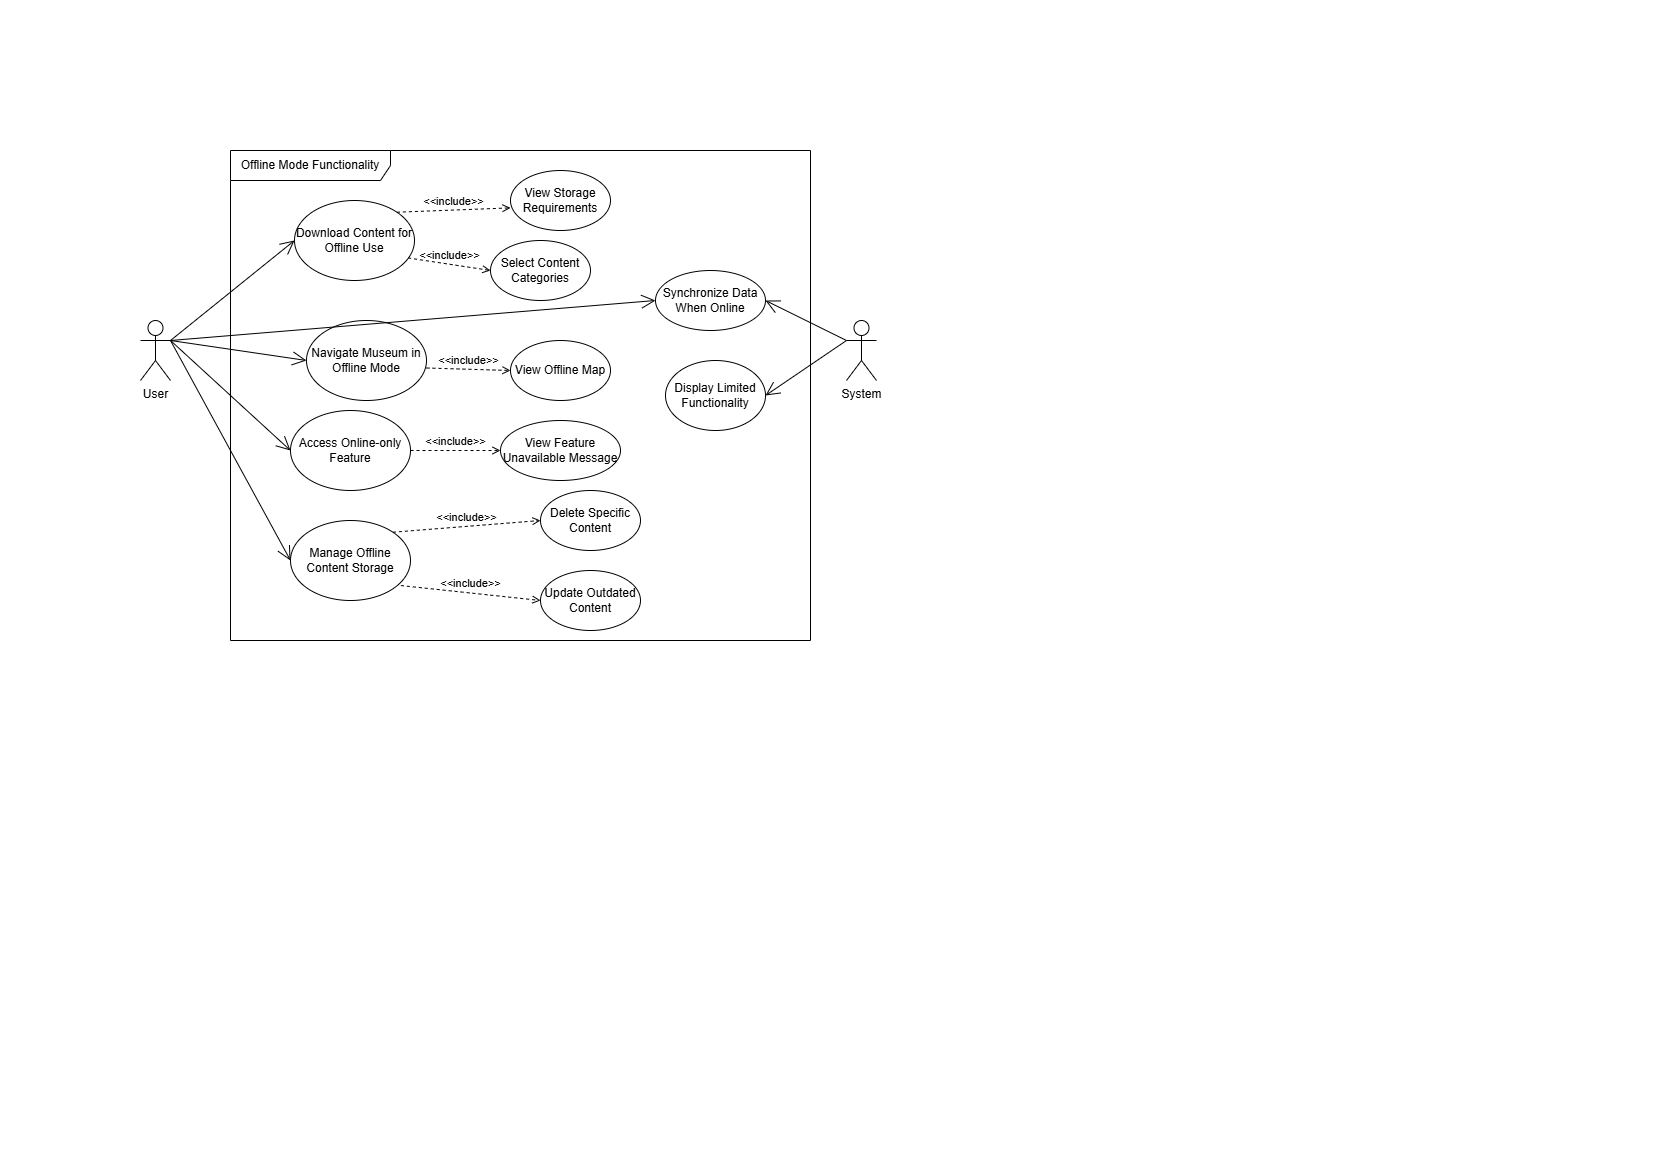 Offline Mode Functionality
<<include>>
View Storage
Requirements
Download Content for
Offline Use
<<include>>
Select Content
Categories
Synchronize Data
When Online
Navigate Museum in
Offline Mode
<<include>>
View Offline Map
Display Limited
Functionality
User
System
Access Online-only
Feature
<<include>>
View Feature
Unavailable Message
<<include>>
Delete Specific
Content
Manage Offline
Content Storage
<<include>>
Update Outdated
Content